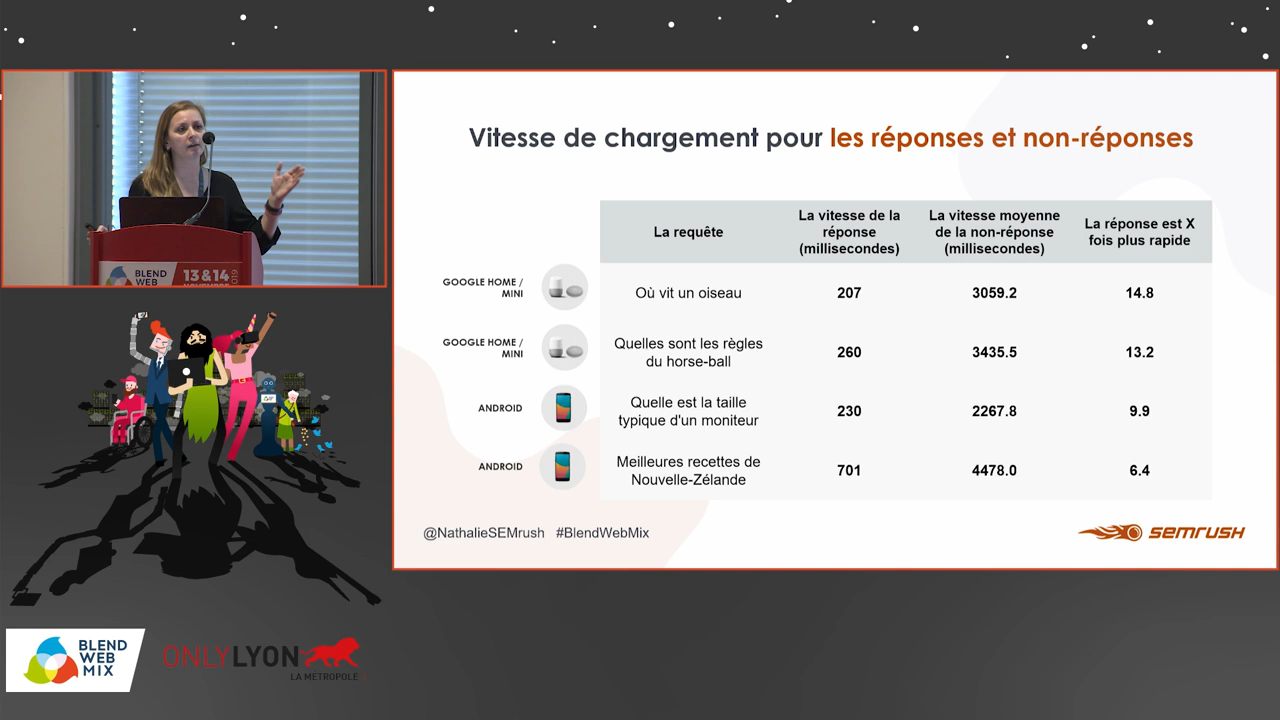 Vitesse de chargement pour les réponses et non-réponses
La requête
La vitesse de la
réponse
(millisecondes)
La vitesse moyenne
de la non-réponse
(millisecondes)
La réponse est X
fois plus rapide
GOOGLE HOME /
MINI
Où vit un oiseau
207
3059.2
14.8
GOOGLE HOME /
MINI
Quelles sont les règles
du horse-ball
260
3435.5
13.2
ANDROID
Quelle est la taille
typique d'un moniteur
230
2267.8
9.9
ANDROID
Meilleures recettes de
Nouvelle-Zélande
701
4478.0
6.4
@NathalieSEMrush #BlendWebMix
SEMRUSH
BLEND
WEB
13 & 14
NOVEMBRE
2019
BLEND
WEB
MIX
ONLYLYON
LA MÉTROPOLE